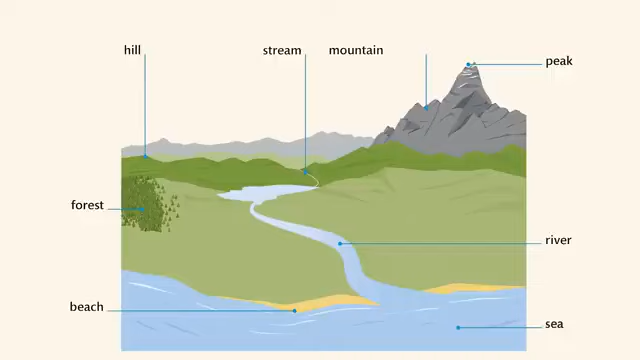 hill
stream
mountain
peak
forest
river
beach
sea